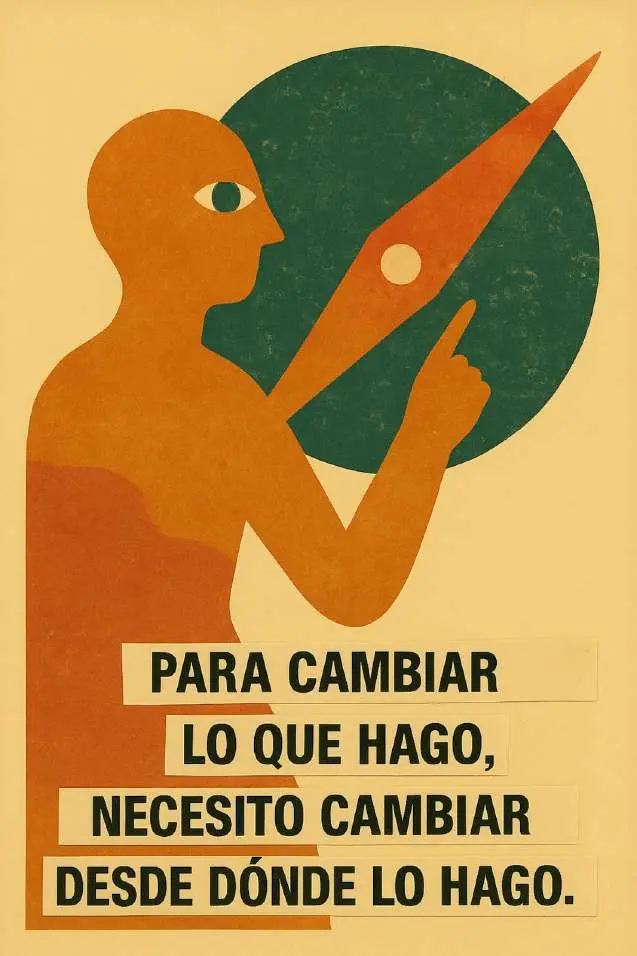 PARA CAMBIAR
LO QUE HAGO,
NECESITO CAMBIAR
DESDE DÓNDE LO HAGO.